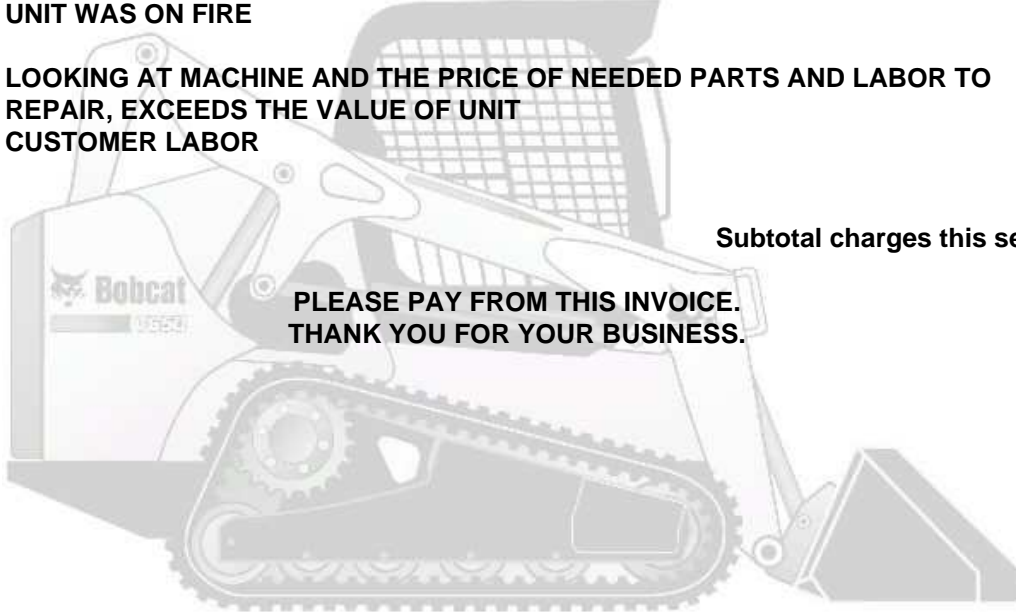 UNIT WAS ON FIRE
LOOKING AT MACHINE AND THE PRICE OF NEEDED PARTS AND LABOR TO
REPAIR, EXCEEDS THE VALUE OF UNIT
CUSTOMER LABOR
Subtotal charges this se
Bobcat
PLEASE PAY FROM THIS INVOICE.
THANK YOU FOR YOUR BUSINESS.